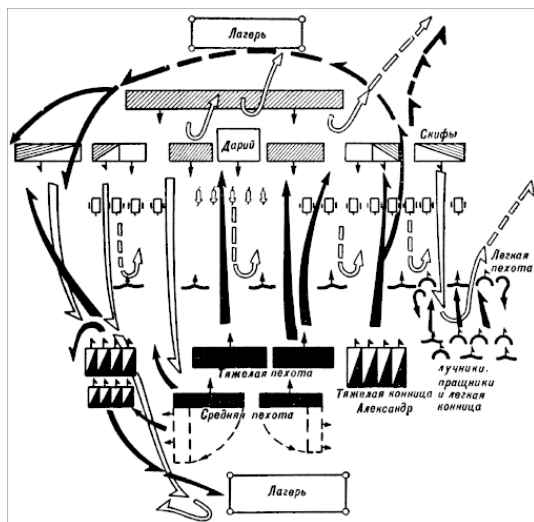 Лагерь
Скифы
Дарий
Легкая
пехота
Тяжелая пехота
Тяжелая конница
Александр
лучники,
пращники
и легкая
конница
Средняя пехота
Лагерь